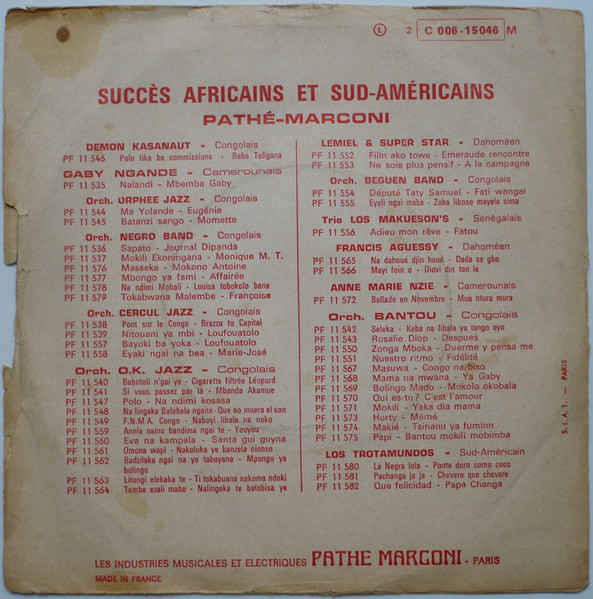 Ⓛ 2 C 006-15046 M
SUCCÈS AFRICAINS ET SUD-AMÉRICAINS
PATHÉ-MARCONI
DEMON KASANAUT - Congolais
PF 11 546 Polo lika ba commissions - Bebe Toligana
GABY NGANDE - Camerounais
PF 11 535 Nalandi - Mbemba Gaby
Orch. ORPHEE JAZZ - Congolais
PF 11 544 Ma Yolande - Eugénie
PF 11 545 Batanzi sango - Momette
Orch. NEGRO BAND - Congolais
PF 11 536 Sapato - Journal Dipanda
PF 11 537 Mokili Ekoningana - Monique M. T.
PF 11 576 Masseke - Mokono Antoine
PF 11 577 Mbongo ya fami - Affairée
PF 11 578 Na ndimi Mobali - Louisa tobokolo bana
PF 11 579 Tokabwana Malembe - Françoise
Orch. CERCUL JAZZ - Congolais
PF 11 538 Pont sur le Congo - Brazza tu Capital
PF 11 539 Nitouani ya mbi - Loufouatolo
PF 11 557 Bayoki ba yoka - Loufouatolo
PF 11 558 Eyaki ngai na bea - Marie-José
Orch. O.K. JAZZ - Congolais
PF 11 540 Babotoli n'gai ye - Cigarette filtrée Léopard
PF 11 541 Si vous passez par là - Mbanda Akamue
PF 11 547 Polo - Na ndimi kosasa
PF 11 548 Na lingaka Balobela ngaite - Que no muera el son
PF 11 549 F.N.M.A. Congo - Naboyi libala na noko
PF 11 559 Annie nainu bandima ngai te - Youyou
PF 11 560 Eva na kampala - Santa gui guyna
PF 11 561 Omona wapi - Nakoluka ye banzela nionso
PF 11 562 Badzilaka ngai na yo taboyana - Mpungu ya
bolingo
PF 11 563 Litongi elekaka te - Ti tokabuana nakoma ndoki
PF 11 564 Tembe ezali mabe - Nalingaka te balobisa ye
LEMIEL & SUPER STAR - Dahoméen
PF 11 552 Filin ako towe - Emeraude rencontre
PF 11 553 Ne sois plus pens.f - A la campagne
Orch. BEGUEN BAND - Congolais
PF 11 554 Député Taty Samuel - Fati wangai
PF 11 555 Eyeli ngai mabe - Zoba liboso mayele sima
Trio LOS MAKUESON'S - Sénégalais
PF 11 556 Adieu mon rêve - Fatou
FRANCIS AGUESSY - Dahoméen
PF 11 565 Na dahoué djin houé - Dada se gbo
PF 11 566 Mayi foin o - Diovi din ton le
ANNE MARIE NZIE - Camerounais
PF 11 572 Ballade en Novembre - Mua ntura mura
Orch. BANTOU - Congolais
PF 11 542 Seleka - Koba na libala ya tango oyo
PF 11 543 Rosalie Diop - Despues
PF 11 550 Zonga Mboka - Duerme y pensa me
PF 11 551 Nuestro ritmo - Fidélité
PF 11 567 Masuwa - Congo na biso
PF 11 568 Mama na mwana - Ya Gaby
PF 11 569 Bolingo Mado - Mokolo okobala
PF 11 570 Qui es-tu ? C'est l'amour
PF 11 571 Mokili - Yaka dia mama
PF 11 573 Horty - Mêmé
PF 11 574 Makié - Tsinanu ya fuminn
PF 11 575 Papi - Bantou mokili mobimba
LOS TROTAMUNDOS - Sud-Américain
PF 11 580 La Negra lola - Ponte duro como coco
PF 11 581 Pachanga ja ja - Chevere que chevere
PF 11 582 Que felicidad - Papa Changa
S.I.A.T. — PARIS
LES INDUSTRIES MUSICALES ET ELECTRIQUES PATHE MARCONI - PARIS
MADE IN FRANCE